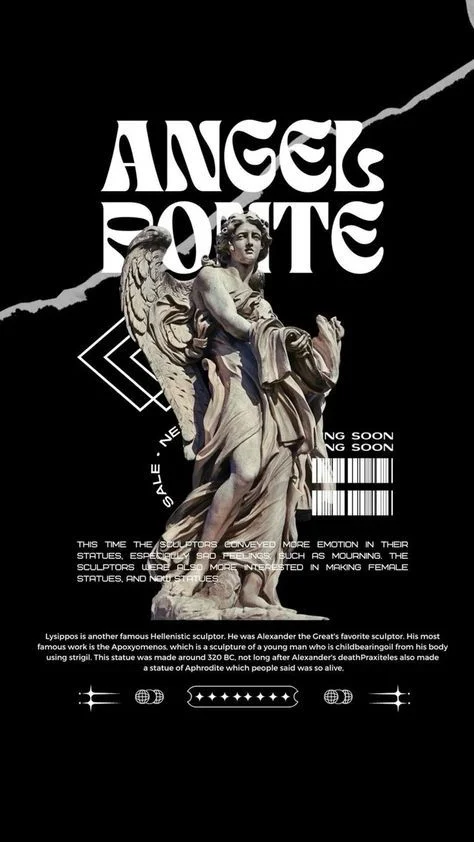 ANGEL
PONTE
SALE • NE
NG SOON
NG SOON
THIS TIME THE SCULPTORS CONVEYED MORE EMOTION IN THEIR
STATUES, ESPECIALLY SAD FEELINGS, SUCH AS MOURNING. THE
SCULPTORS WERE ALSO MORE INTERESTED IN MAKING FEMALE
STATUES, AND NOW STATUES
Lysippos is another famous Hellenistic sculptor. He was Alexander the Great's favorite sculptor. His most
famous work is the Apoxyomenos, which is a sculpture of a young man who is childbearingoil from his body
using strigil. This statue was made around 320 BC, not long after Alexander's deathPraxiteles also made
a statue of Aphrodite which people said was so alive.